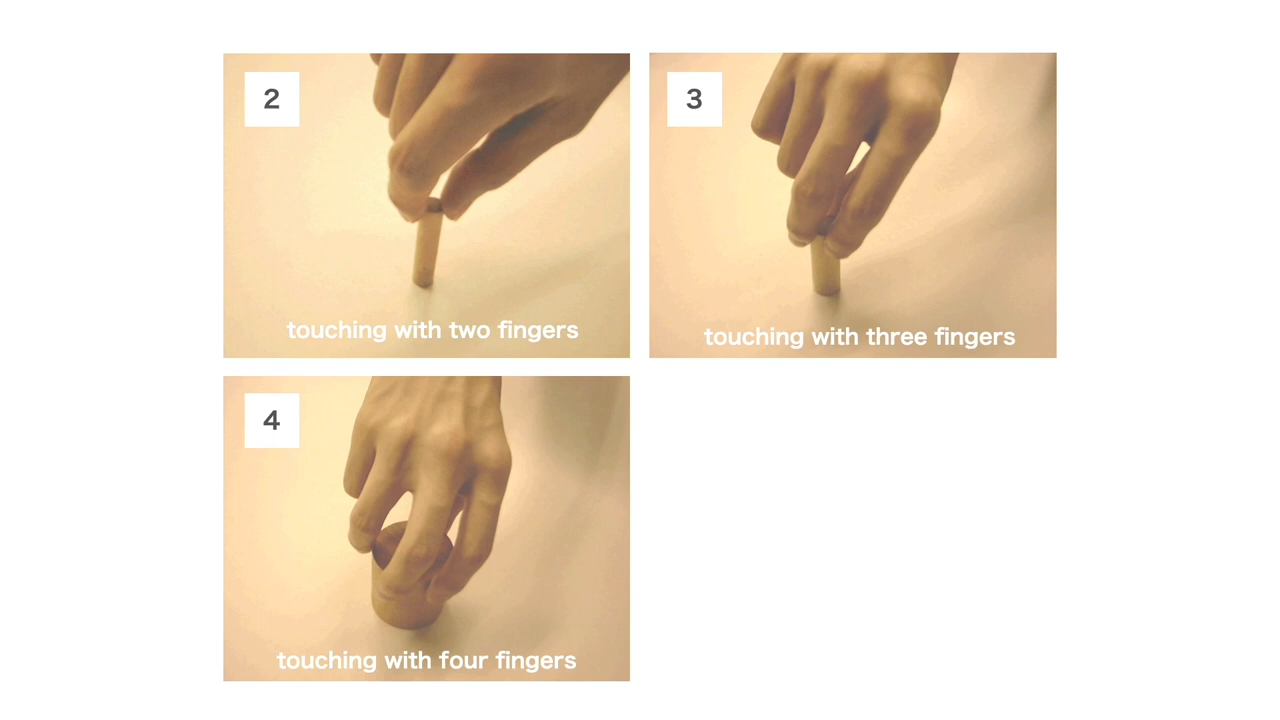 2
touching with two fingers
3
touching with three fingers
4
touching with four fingers